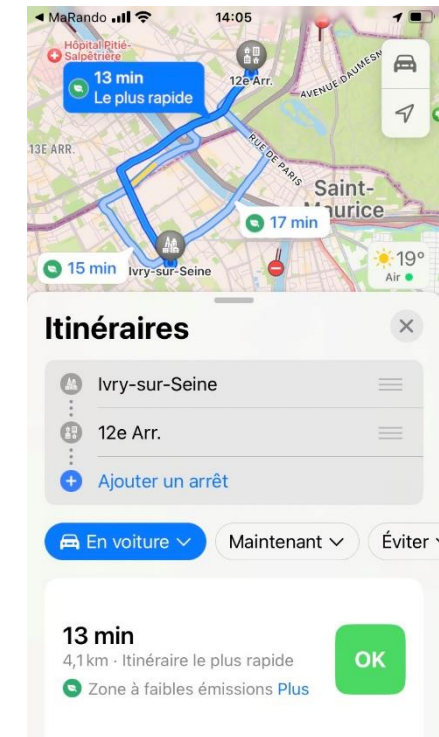 MaRando
14:05
Hôpital Pitié-
Salpêtrière
13 min
Le plus rapide
12e Arr.
AVENUE DAUMESN
13E ARR.
RUE DE PARIS
Saint-
Maurice
17 min
15 min
Ivry-sur-Seine
19°
Air
Itinéraires
Ivry-sur-Seine
12e Arr.
Ajouter un arrêt
En voiture
Maintenant
Éviter
13 min
4,1 km · Itinéraire le plus rapide
OK
Zone à faibles émissions Plus